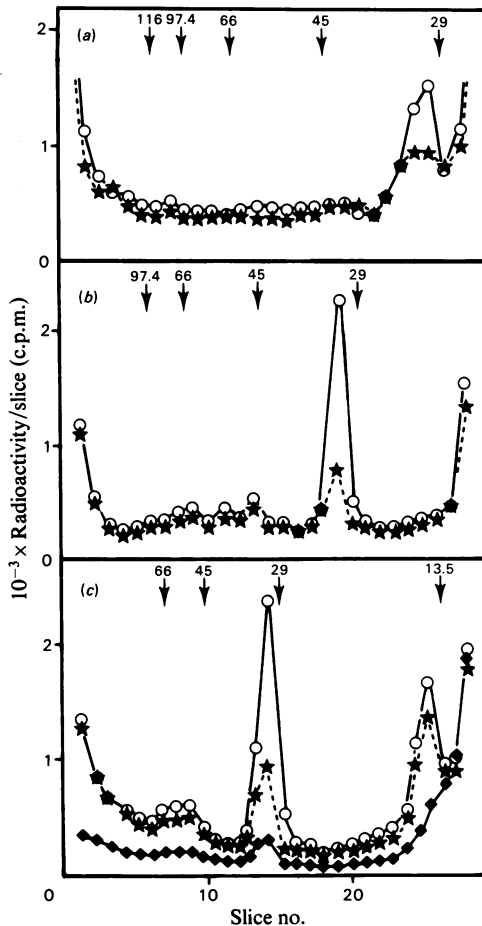 2
(a)
116 97.4 66 45 29
1
0
(b)
97.4 66 45 29
2
1
0
(c)
66 45 29 13.5
2
1
0 10 20
10⁻³ × Radioactivity/slice (c.p.m.)
Slice no.